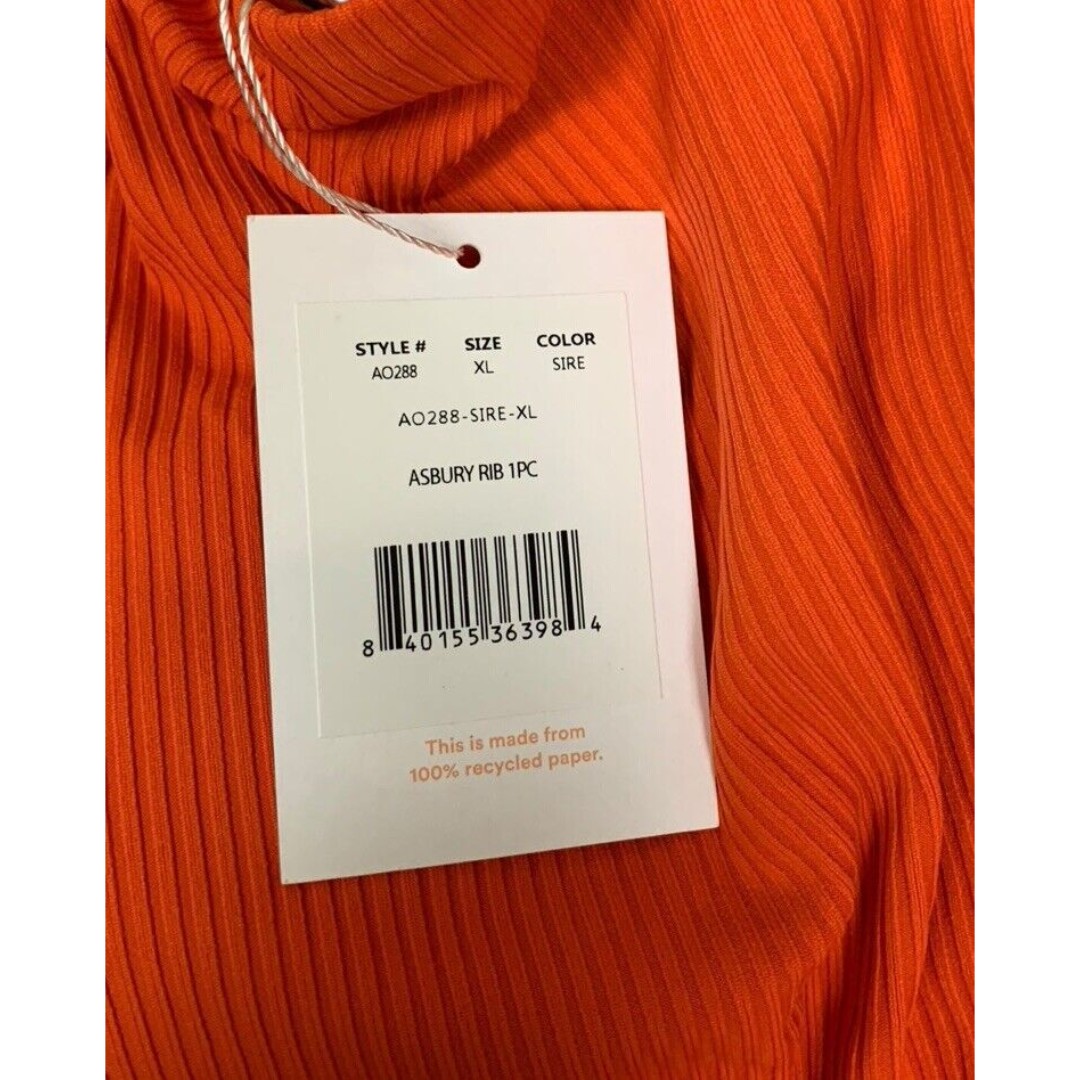 STYLE # SIZE COLOR
AO288 XL SIRE
AO288-SIRE-XL
ASBURY RIB 1PC
8 40155 36398 4
This is made from
100% recycled paper.